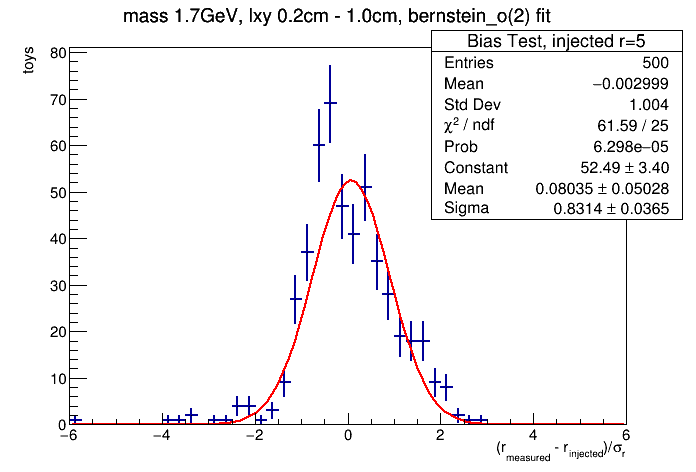 mass 1.7GeV, lxy 0.2cm - 1.0cm, bernstein_o(2) fit
Bias Test, injected r=5
Entries 500
Mean −0.002999
Std Dev 1.004
χ² / ndf 61.59 / 25
Prob 6.298e−05
Constant 52.49 ± 3.40
Mean 0.08035 ± 0.05028
Sigma 0.8314 ± 0.0365
toys
80
70
60
50
40
30
20
10
0
−6 −4 −2 0 2 4 6
(r_measured - r_injected)/σ_r